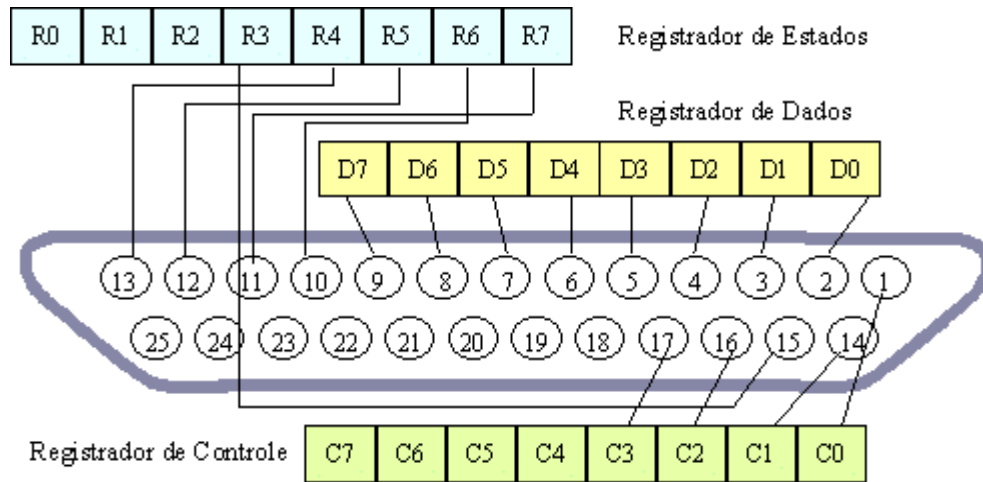 R0 R1 R2 R3 R4 R5 R6 R7 Registrador de Estados
Registrador de Dados
D7 D6 D5 D4 D3 D2 D1 D0
13 12 11 10 9 8 7 6 5 4 3 2 1
25 24 23 22 21 20 19 18 17 16 15 14
Registrador de Controle C7 C6 C5 C4 C3 C2 C1 C0